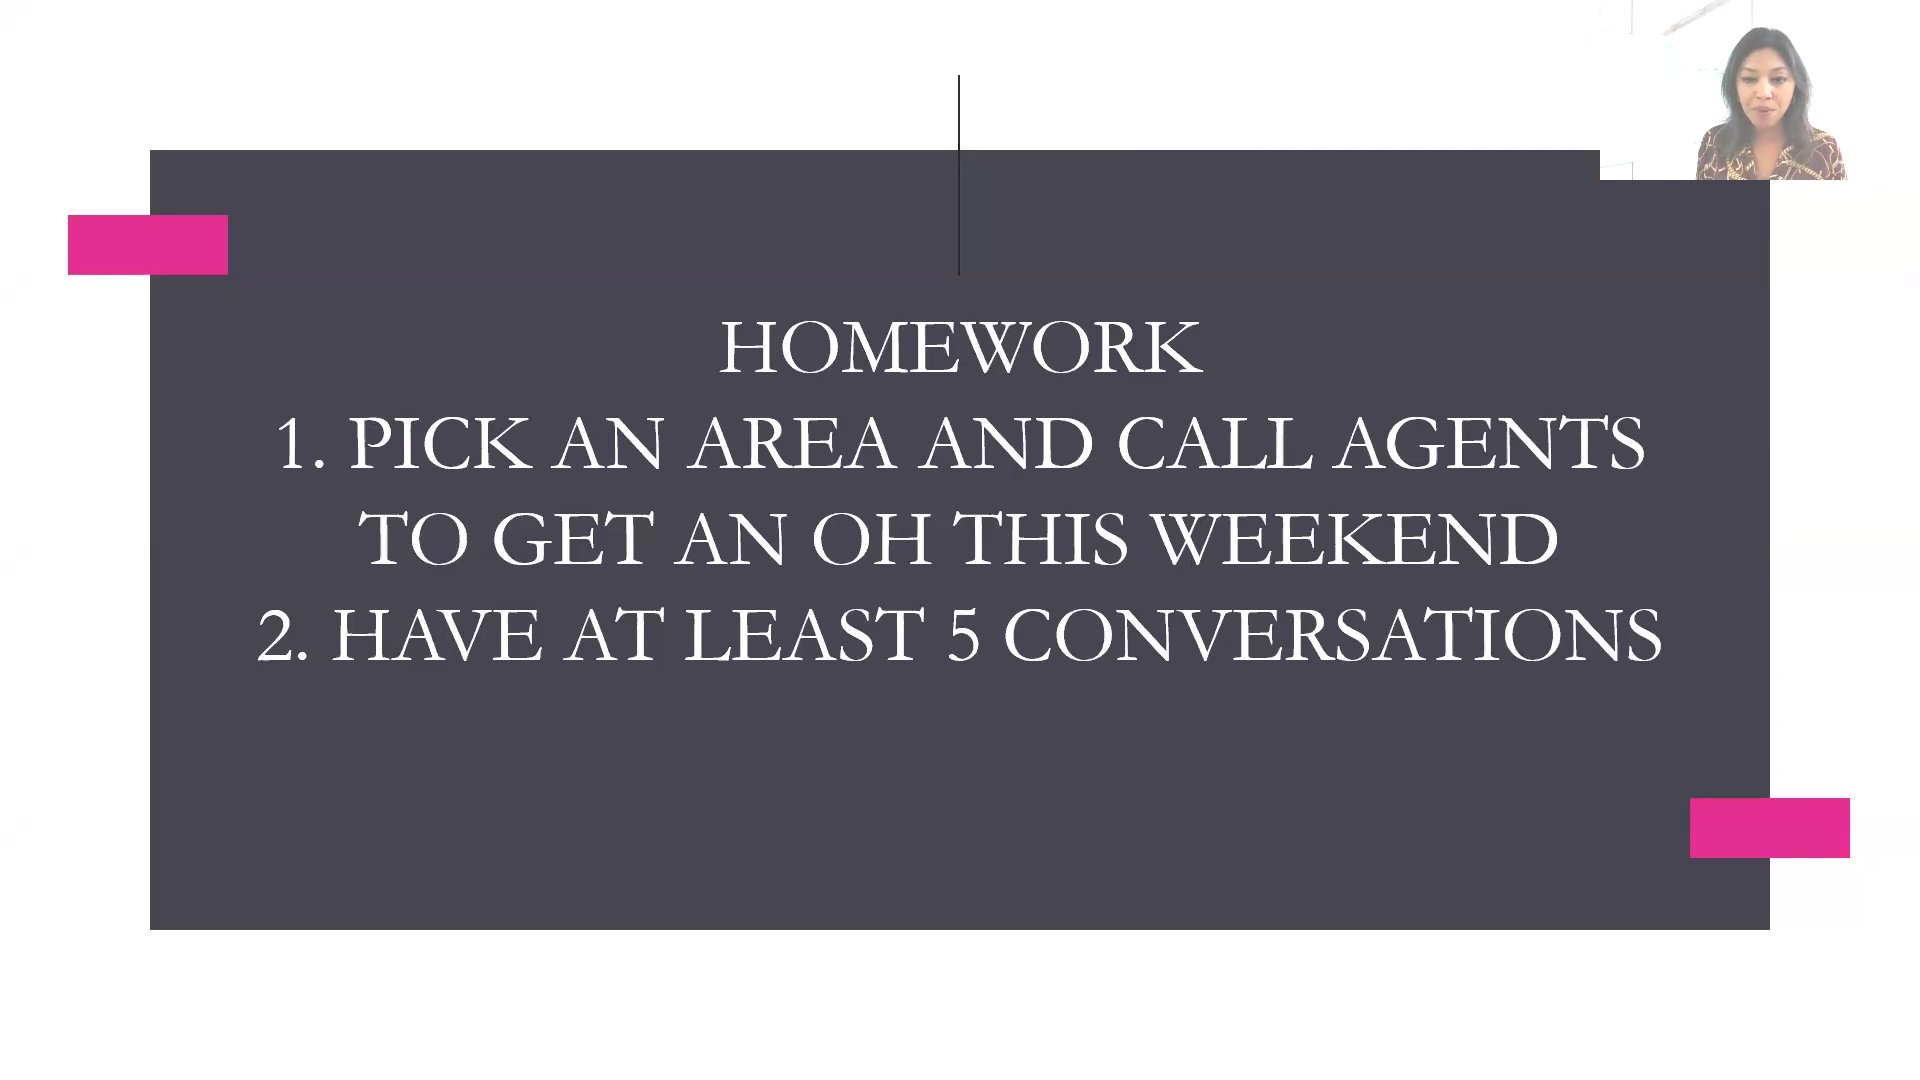 HOMEWORK
1. PICK AN AREA AND CALL AGENTS
TO GET AN OH THIS WEEKEND
2. HAVE AT LEAST 5 CONVERSATIONS